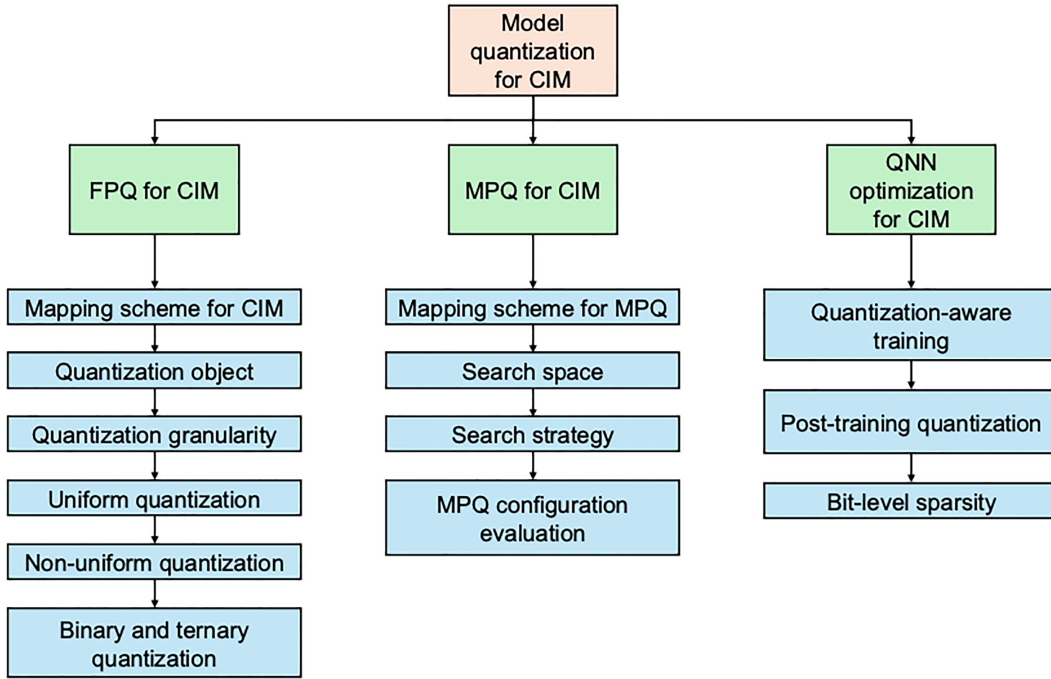 Model
quantization
for CIM
FPQ for CIM
MPQ for CIM
QNN
optimization
for CIM
Mapping scheme for CIM
Quantization object
Quantization granularity
Uniform quantization
Non-uniform quantization
Binary and ternary
quantization
Mapping scheme for MPQ
Search space
Search strategy
MPQ configuration
evaluation
Quantization-aware
training
Post-training quantization
Bit-level sparsity